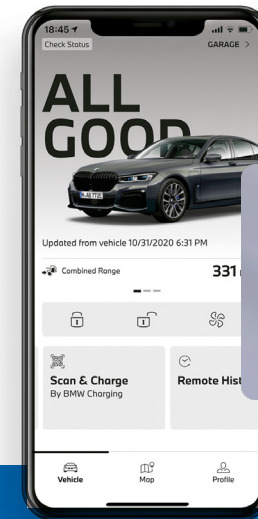 18:45
Check Status
GARAGE >
ALL
GOOD
Updated from vehicle 10/31/2020 6:31 PM
Combined Range
331
Scan & Charge
By BMW Charging
Remote
Vehicle
Map
Profile